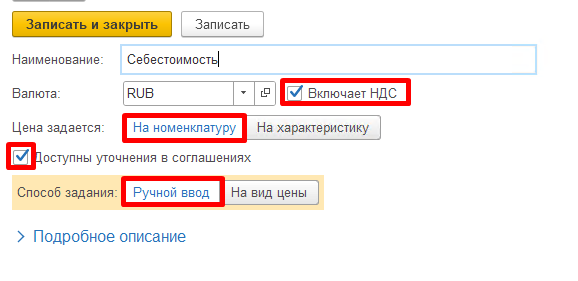 Записать и закрыть Записать
Наименование: Себестоимость
Валюта: RUB Включает НДС
Цена задается: На номенклатуру На характеристику
Доступны уточнения в соглашениях
Способ задания: Ручной ввод На вид цены
Подробное описание